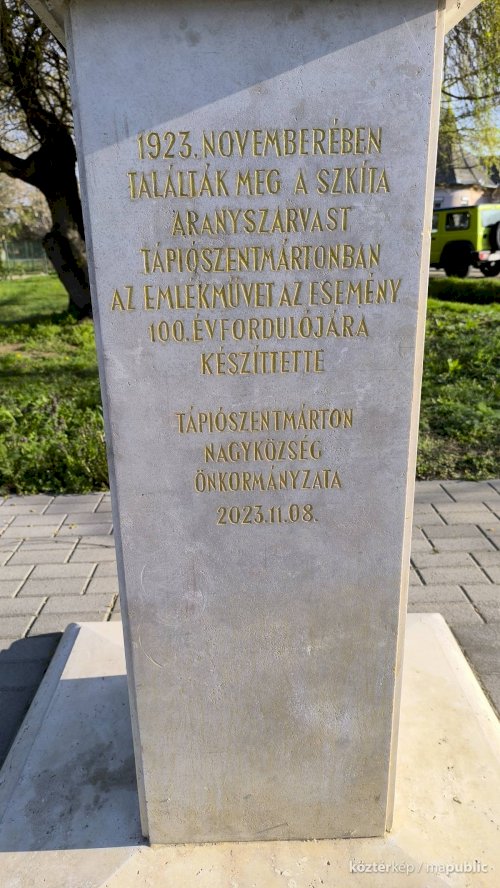 1923. NOVEMBERÉBEN
TALÁLTÁK MEG A SZKÍTA
ARANYSZARVAST
TÁPIÓSZENTMÁRTONBAN
AZ EMLÉKMŰVET AZ ESEMÉNY
100. ÉVFORDULÓJÁRA
KÉSZÍTTETTE
TÁPIÓSZENTMÁRTON
NAGYKÖZSÉG
ÖNKORMÁNYZATA
2023.11.08.
köztérkép / mapublic